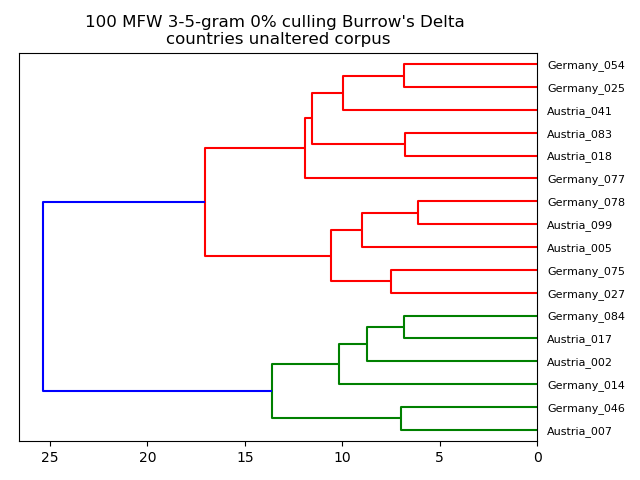 100 MFW 3-5-gram 0% culling Burrow's Delta
countries unaltered corpus
Germany_054
Germany_025
Austria_041
Austria_083
Austria_018
Germany_077
Germany_078
Austria_099
Austria_005
Germany_075
Germany_027
Germany_084
Austria_017
Austria_002
Germany_014
Germany_046
Austria_007
25 20 15 10 5 0